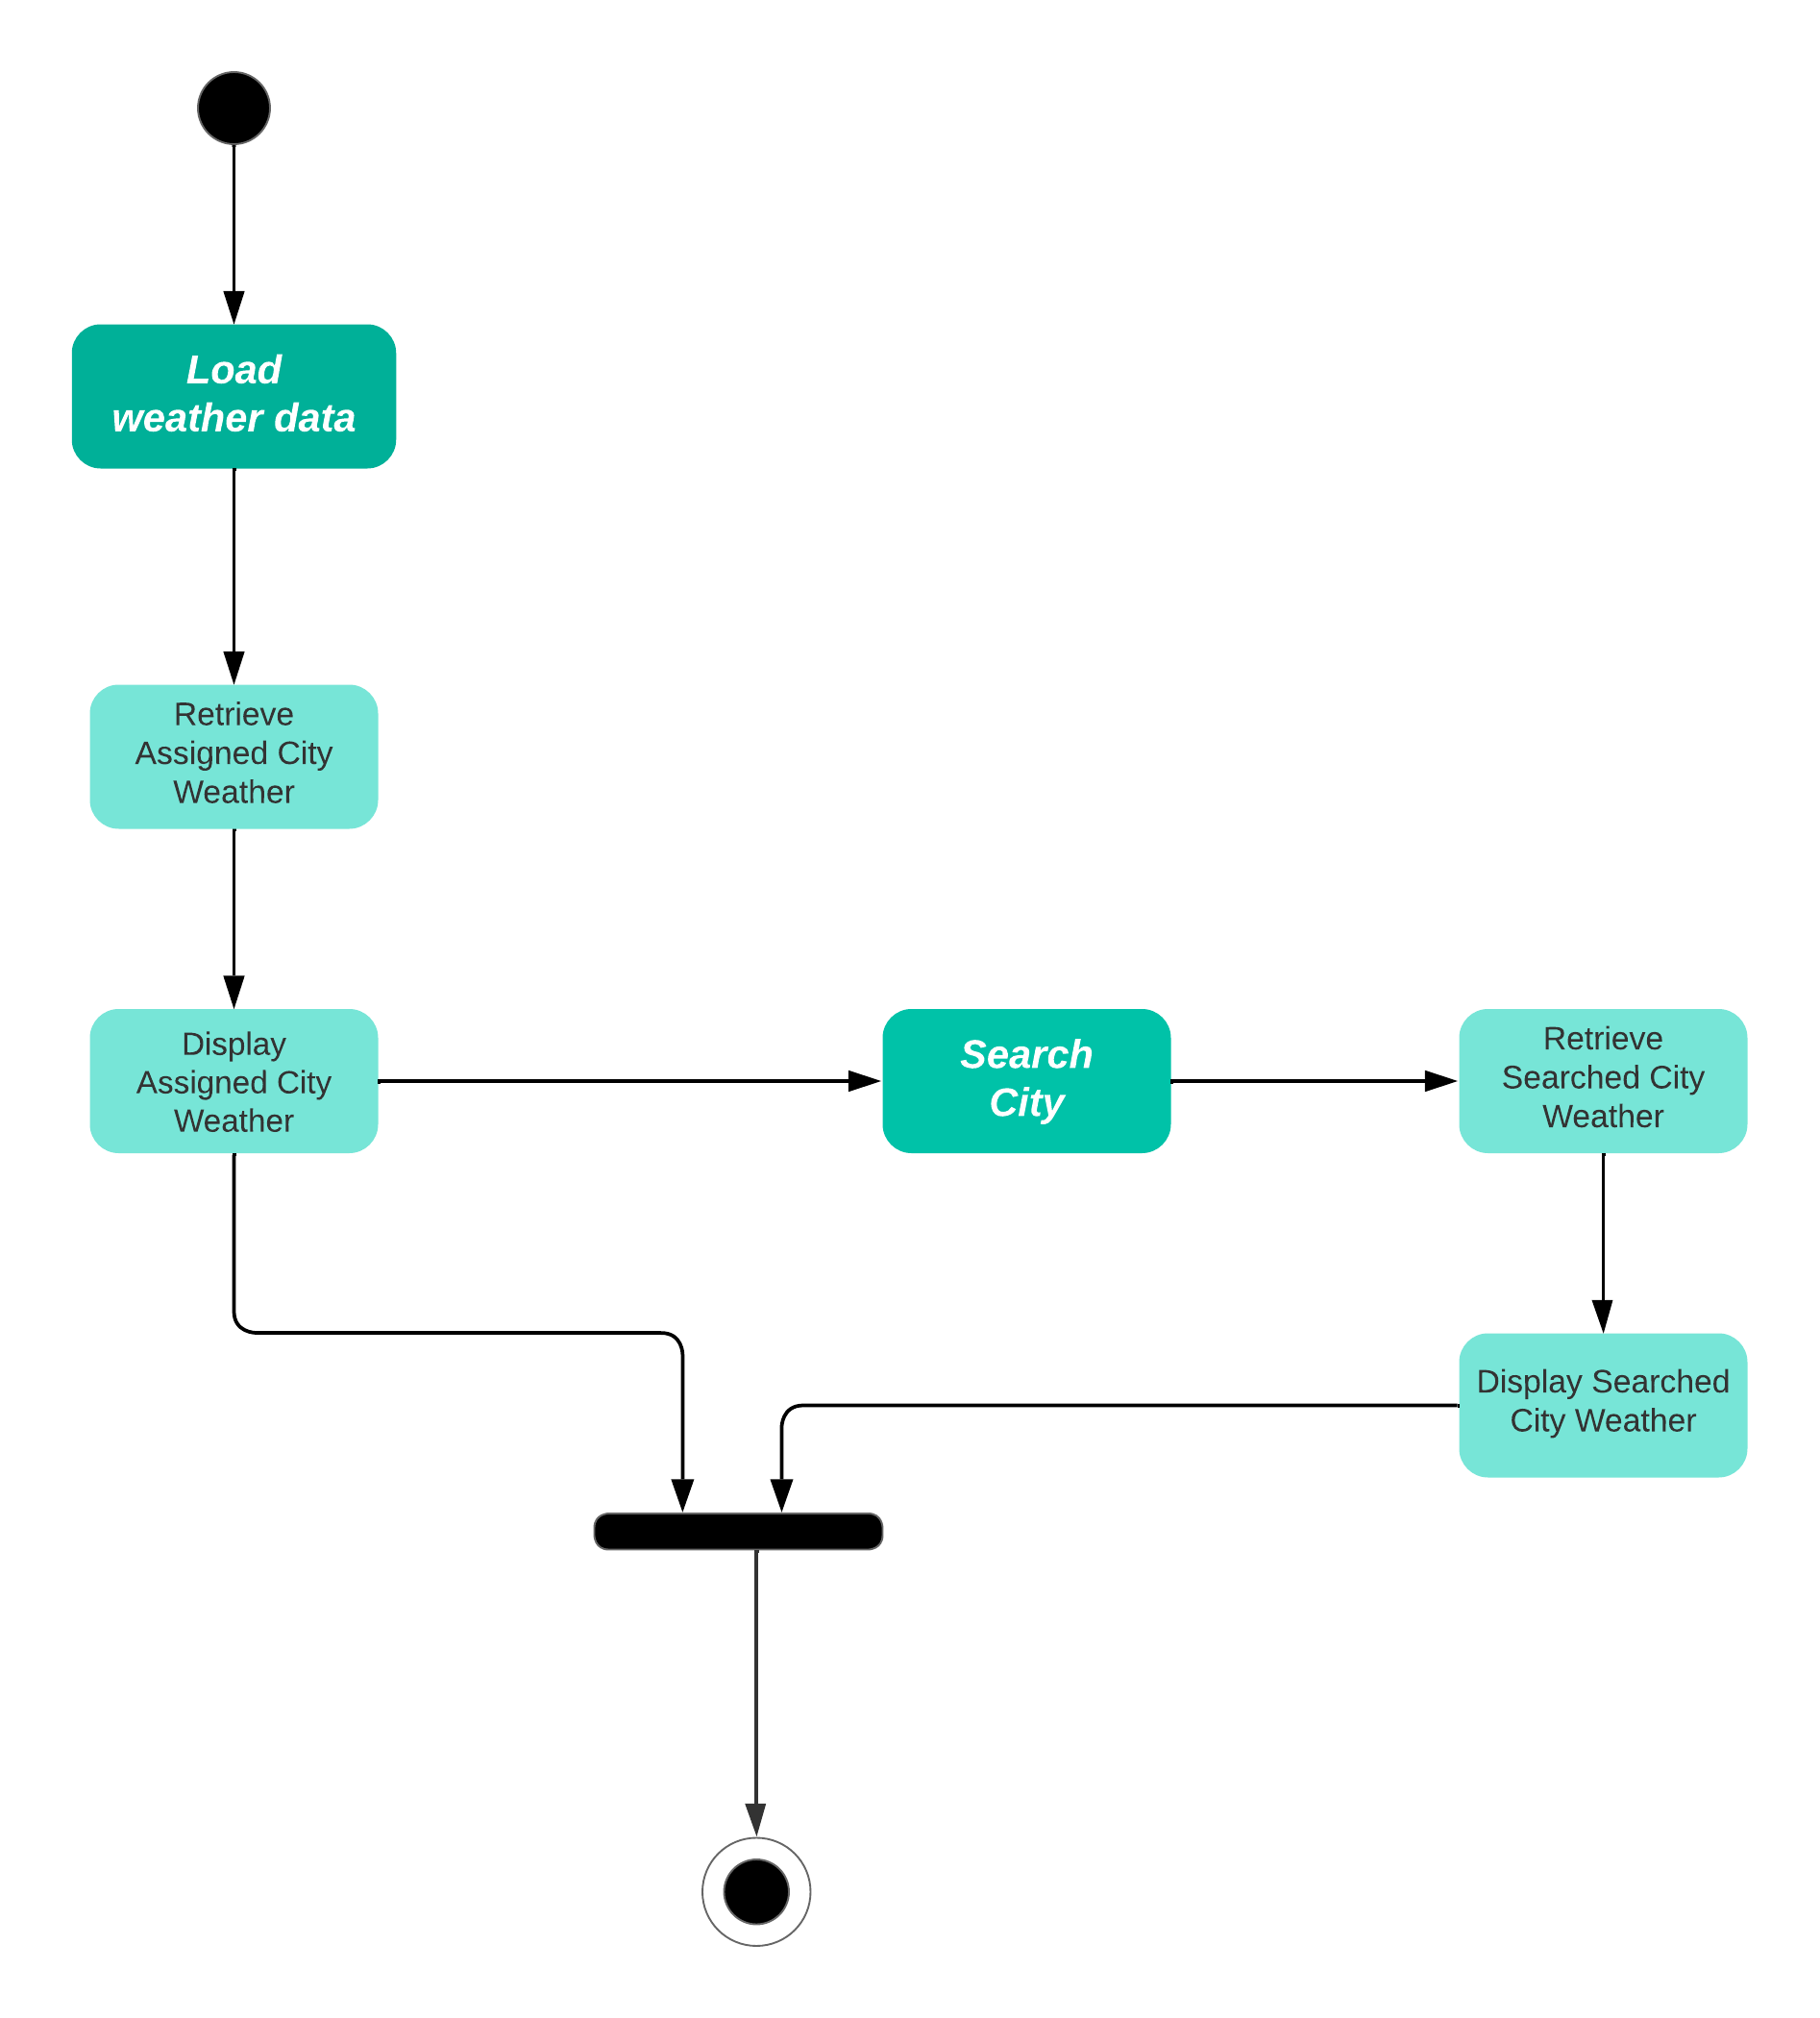 Load
weather data
Retrieve
Assigned City
Weather
Display
Assigned City
Weather
Search
City
Retrieve
Searched City
Weather
Display Searched
City Weather